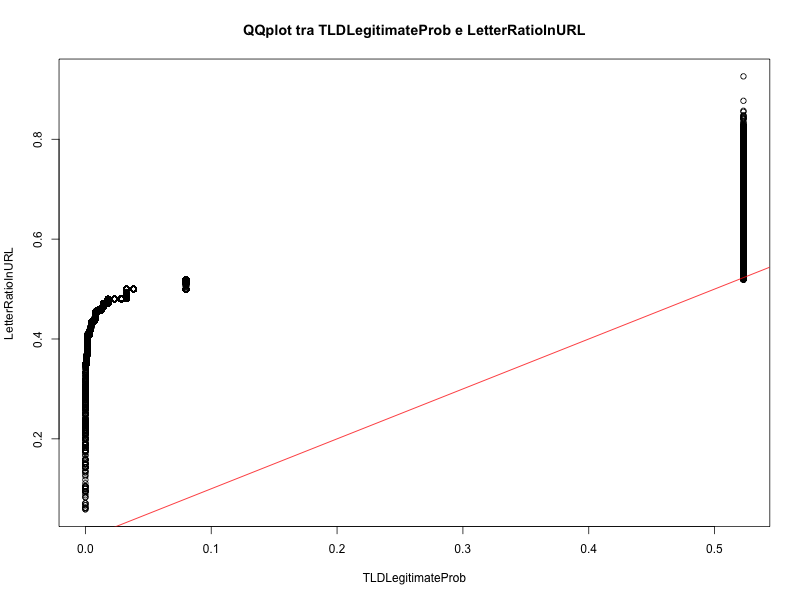 QQplot tra TLDLegitimateProb e LetterRatioInURL
LetterRatioInURL
0.8
0.6
0.4
0.2
0.0 0.1 0.2 0.3 0.4 0.5
TLDLegitimateProb